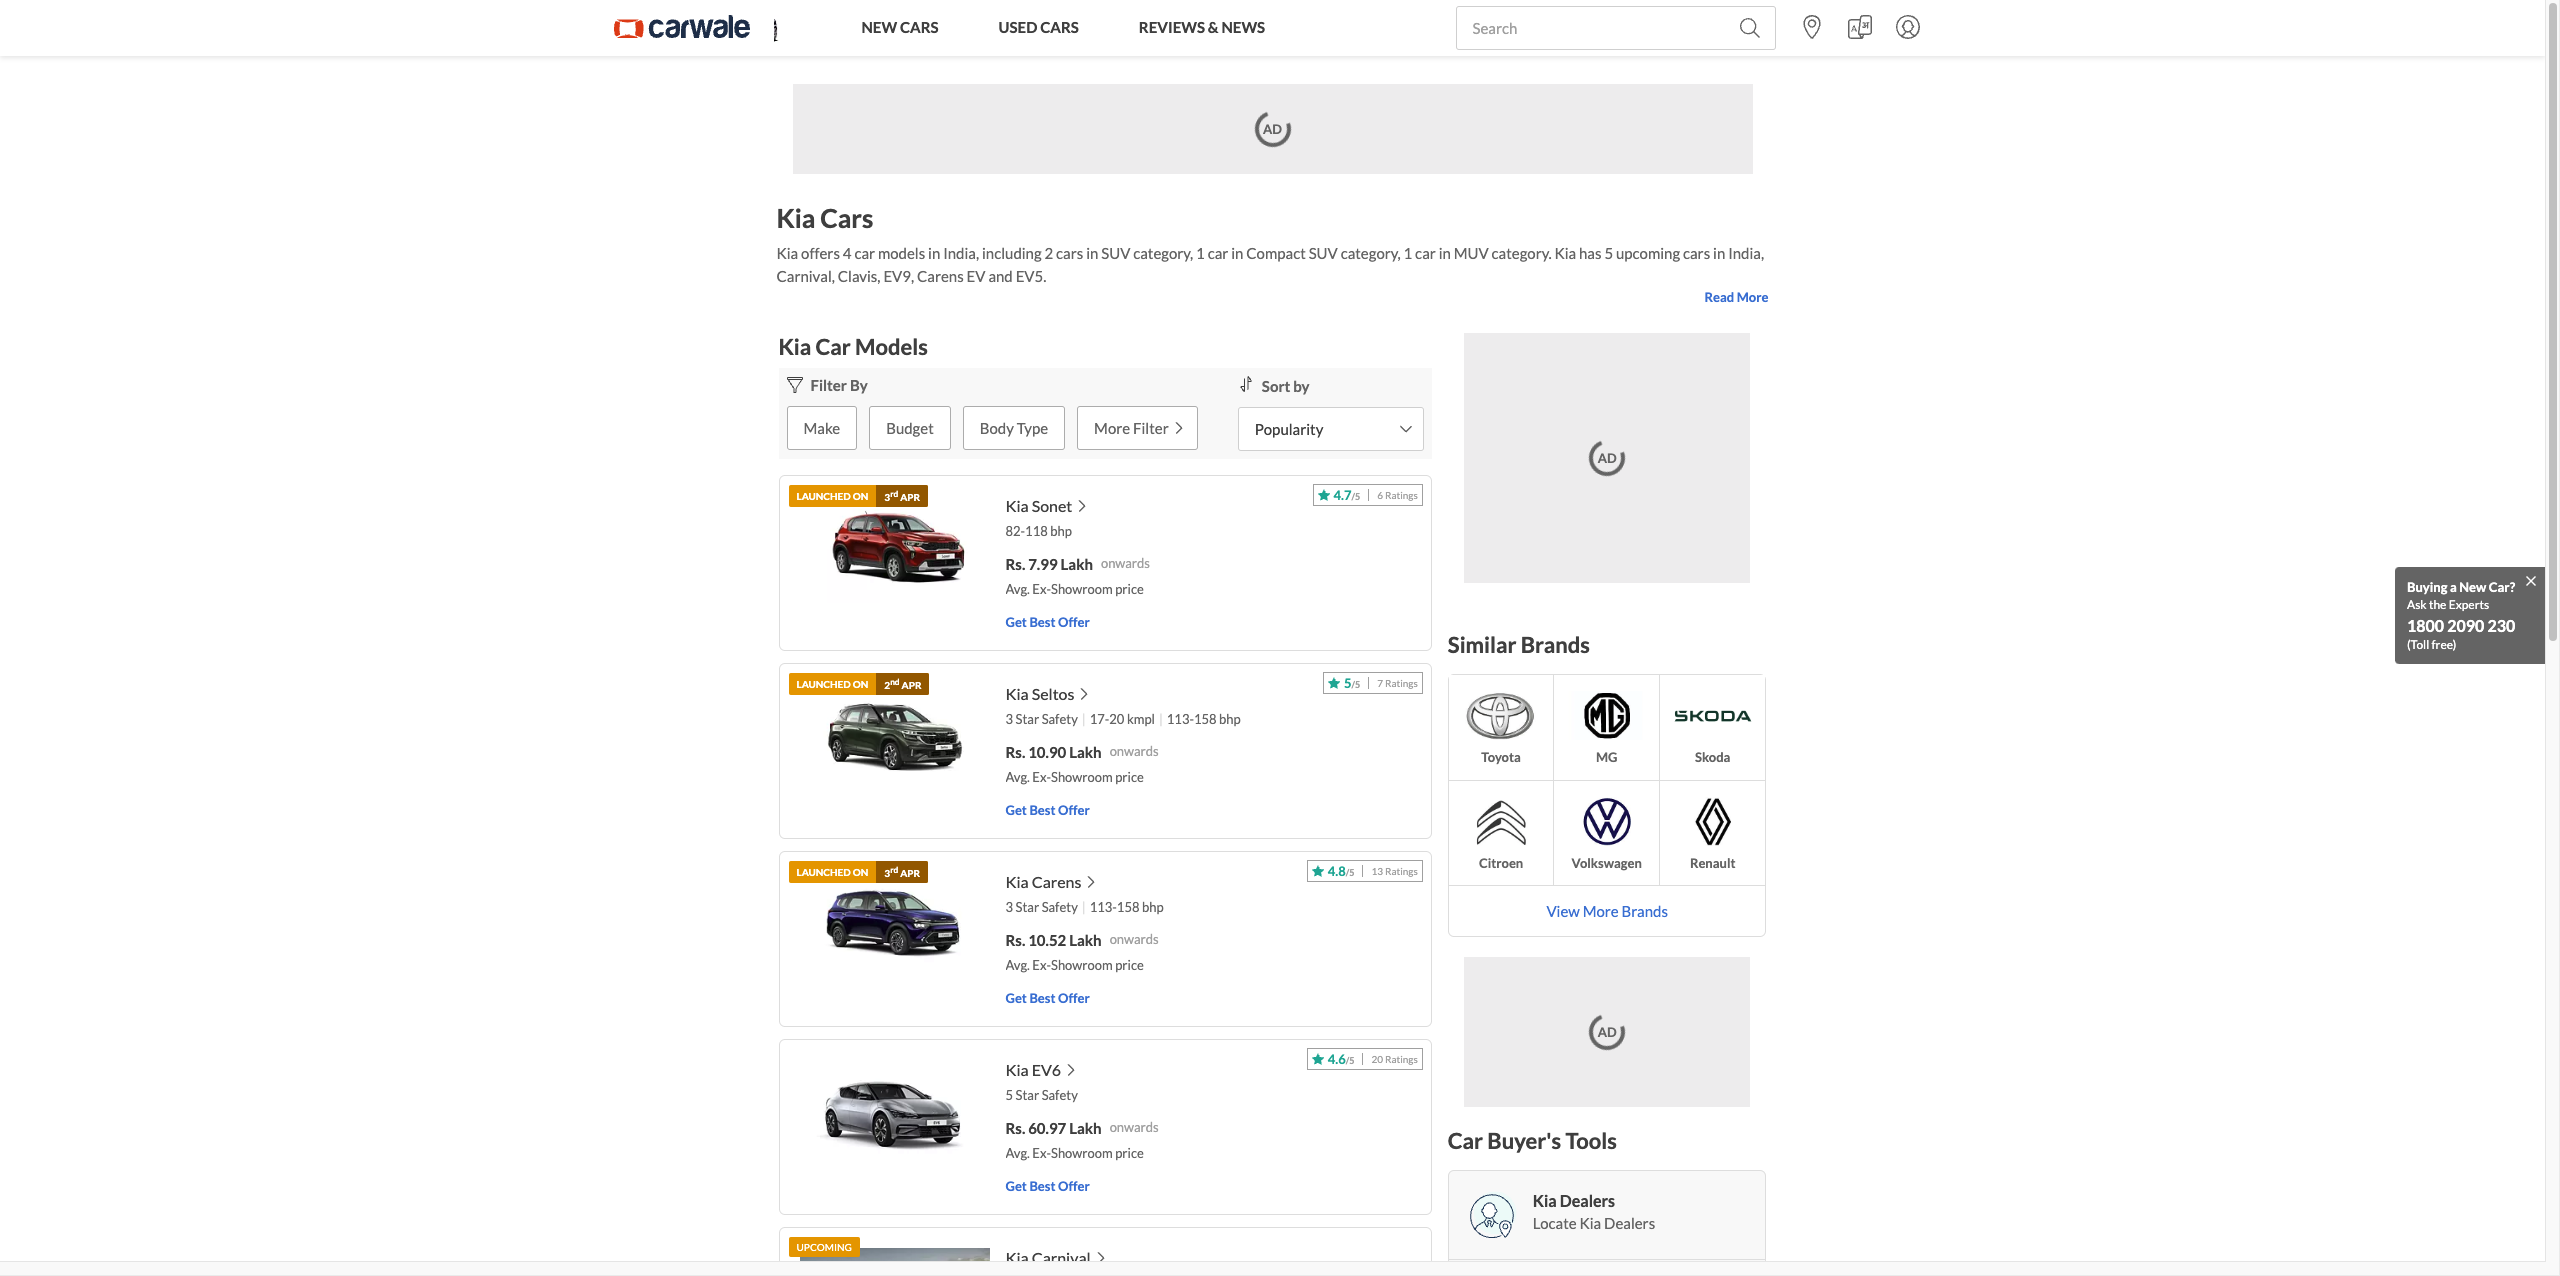 carwale
NEW CARS
USED CARS
REVIEWS & NEWS
Search
AD
Kia Cars
Kia offers 4 car models in India, including 2 cars in SUV category, 1 car in Compact SUV category, 1 car in MUV category. Kia has 5 upcoming cars in India,
Carnival, Clavis, EV9, Carens EV and EV5.
Read More
Kia Car Models
Filter By
Sort by
Make
Budget
Body Type
More Filter
Popularity
LAUNCHED ON 3rd APR
Kia Sonet
4.7/5 | 6 Ratings
82-118 bhp
Rs. 7.99 Lakh onwards
Avg. Ex-Showroom price
Get Best Offer
LAUNCHED ON 2nd APR
Kia Seltos
5/5 | 7 Ratings
3 Star Safety | 17-20 kmpl | 113-158 bhp
Rs. 10.90 Lakh onwards
Avg. Ex-Showroom price
Get Best Offer
LAUNCHED ON 3rd APR
Kia Carens
4.8/5 | 13 Ratings
3 Star Safety | 113-158 bhp
Rs. 10.52 Lakh onwards
Avg. Ex-Showroom price
Get Best Offer
Kia EV6
4.6/5 | 20 Ratings
5 Star Safety
Rs. 60.97 Lakh onwards
Avg. Ex-Showroom price
Get Best Offer
UPCOMING
Kia Carnival
AD
Similar Brands
Toyota
MG
MG
SKODA
Skoda
Citroen
Volkswagen
Renault
View More Brands
AD
Car Buyer's Tools
Kia Dealers
Locate Kia Dealers
Buying a New Car?
Ask the Experts
1800 2090 230
(Toll free)